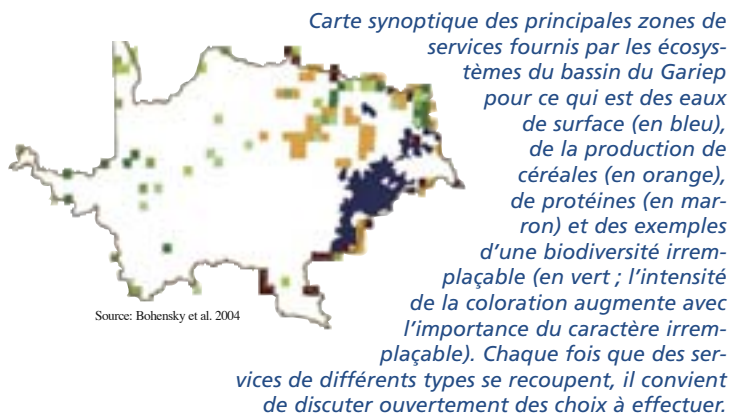 Carte synoptique des principales zones de
services fournis par les écosys-
tèmes du bassin du Gariep
pour ce qui est des eaux
de surface (en bleu),
de la production de
céréales (en orange),
de protéines (en mar-
ron) et des exemples
d'une biodiversité irrem-
plaçable (en vert ; l'intensité
de la coloration augmente avec
l'importance du caractère irrem-
plaçable). Chaque fois que des ser-
vices de différents types se recoupent, il convient
de discuter ouvertement des choix à effectuer.
Source: Bohensky et al. 2004